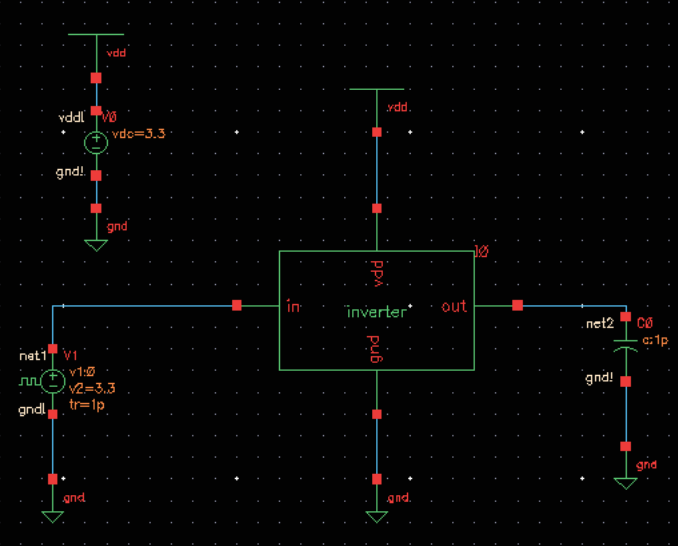 vdd
vdd! V0
vdc=3.3
gnd!
gnd
vdd
I0
vdd
in inverter out
gnd
net1 V1
v1:0
v2=3.3
gnd!
tr=1p
gnd
gnd
net2 C0
c:1p
gnd!
gnd